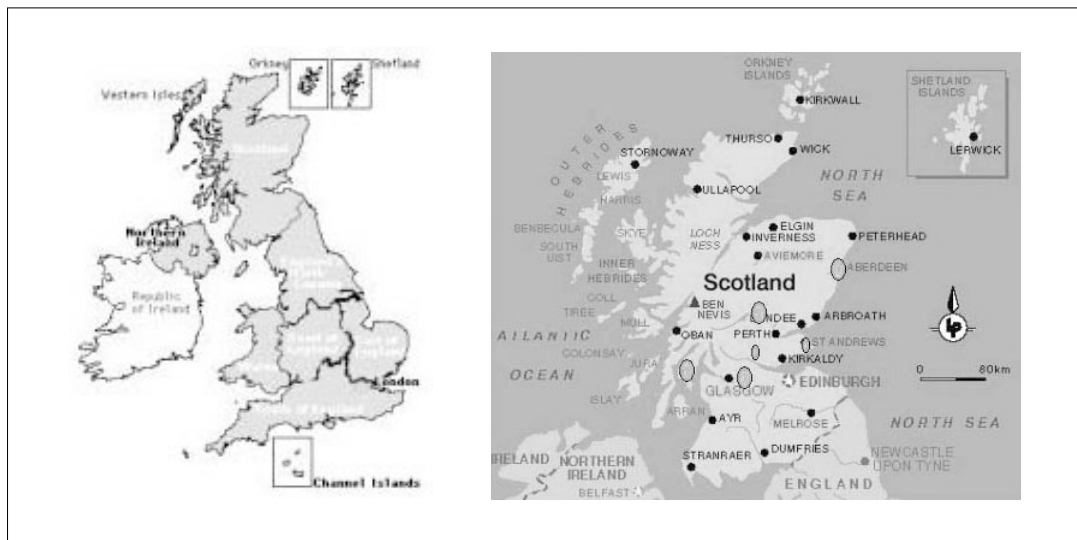 Orkney
Shetland
Western Isles
Scotland
Northern
Ireland
Republic
of Ireland
London
Channel Islands
ORKNEY
ISLANDS
KIRKWALL
SHETLAND
ISLANDS
LERWICK
THURSO
WICK
OUTER
HEBRIDES
STORNOWAY
LEWIS
HARRIS
ULLAPOOL
NORTH
SEA
BENBECULA
SOUTH
UIST
SKYE
LOCH
NESS
ELGIN
INVERNESS
PETERHEAD
AVIEMORE
ABERDEEN
INNER
HEBRIDES
Scotland
COLL
TIREE
BEN
NEVIS
MULL
DUNDEE
ARBROATH
OBAN
PERTH
ST ANDREWS
ATLANTIC
OCEAN
COLONSAY
JURA
KIRKALDY
EDINBURGH
GLASGOW
ISLAY
ARRAN
AYR
MELROSE
NORTH SEA
LP
0 80km
STRANRAER
DUMFRIES
NEWCASTLE
UPON TYNE
IRELAND
NORTHERN
IRELAND
BELFAST
ENGLAND